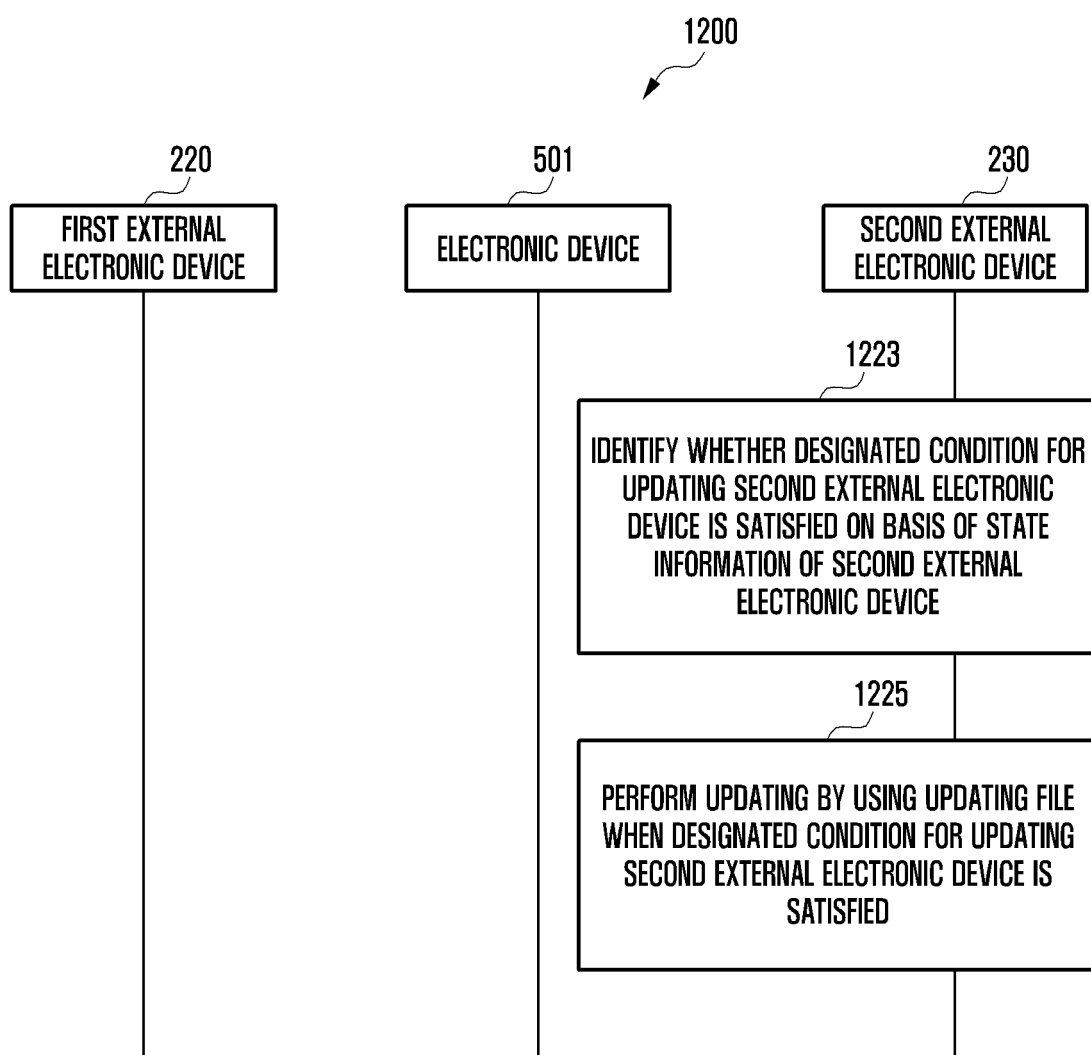 1200
220
501
230
FIRST EXTERNAL
ELECTRONIC DEVICE
ELECTRONIC DEVICE
SECOND EXTERNAL
ELECTRONIC DEVICE
1223
IDENTIFY WHETHER DESIGNATED CONDITION FOR
UPDATING SECOND EXTERNAL ELECTRONIC
DEVICE IS SATISFIED ON BASIS OF STATE
INFORMATION OF SECOND EXTERNAL
ELECTRONIC DEVICE
1225
PERFORM UPDATING BY USING UPDATING FILE
WHEN DESIGNATED CONDITION FOR UPDATING
SECOND EXTERNAL ELECTRONIC DEVICE IS
SATISFIED